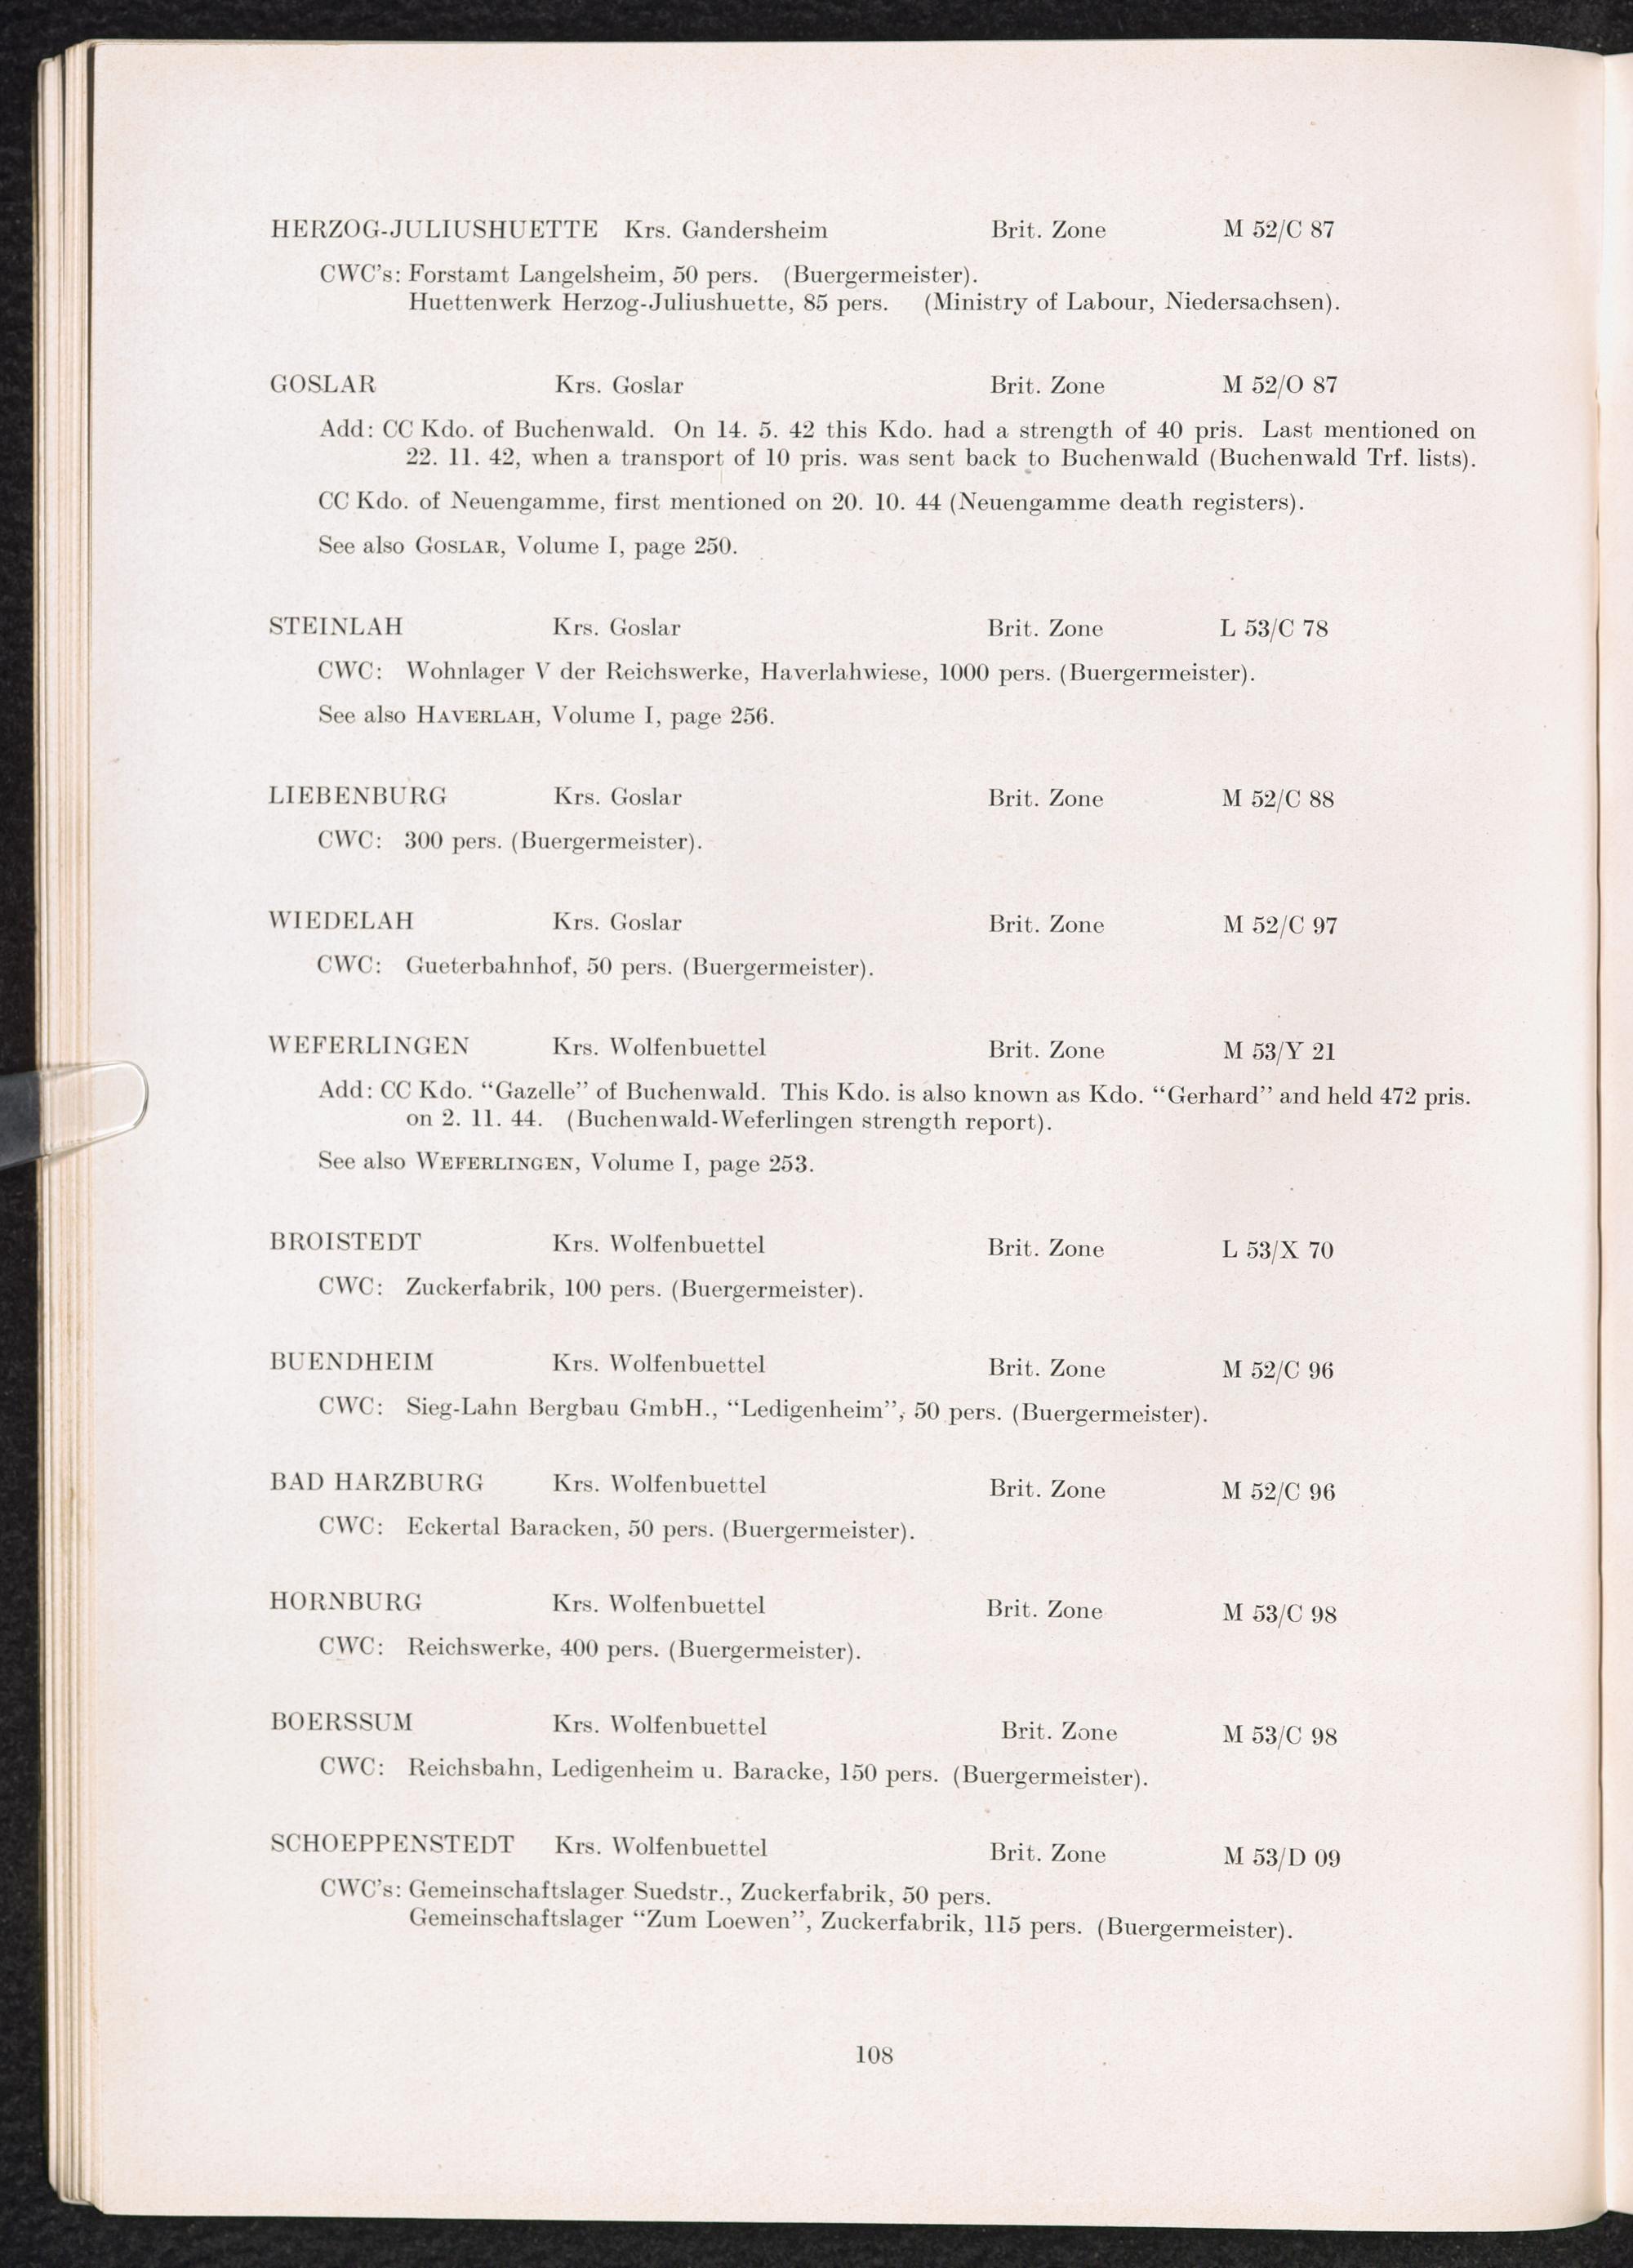 HERZOG-JULIUSHUETTE Krs. Gandersheim Brit. Zone M 52/C 87
CWC's: Forstamt Langelsheim, 50 pers. (Buergermeister).
Huettenwerk Herzog-Juliushuette, 85 pers. (Ministry of Labour, Niedersachsen).
GOSLAR Krs. Goslar Brit. Zone M 52/O 87
Add: CC Kdo. of Buchenwald. On 14. 5. 42 this Kdo. had a strength of 40 pris. Last mentioned on
22. 11. 42, when a transport of 10 pris. was sent back to Buchenwald (Buchenwald Trf. lists).
CC Kdo. of Neuengamme, first mentioned on 20. 10. 44 (Neuengamme death registers).
See also GOSLAR, Volume I, page 250.
STEINLAH Krs. Goslar Brit. Zone L 53/C 78
CWC: Wohnlager V der Reichswerke, Haverlahwiese, 1000 pers. (Buergermeister).
See also HAVERLAH, Volume I, page 256.
LIEBENBURG Krs. Goslar Brit. Zone M 52/C 88
CWC: 300 pers. (Buergermeister).
WIEDELAH Krs. Goslar Brit. Zone M 52/C 97
CWC: Gueterbahnhof, 50 pers. (Buergermeister).
WEFERLINGEN Krs. Wolfenbuettel Brit. Zone M 53/Y 21
Add: CC Kdo. “Gazelle” of Buchenwald. This Kdo. is also known as Kdo. “Gerhard” and held 472 pris.
on 2. 11. 44. (Buchenwald-Weferlingen strength report).
See also WEFERLINGEN, Volume I, page 253.
BROISTEDT Krs. Wolfenbuettel Brit. Zone L 53/X 70
CWC: Zuckerfabrik, 100 pers. (Buergermeister).
BUENDHEIM Krs. Wolfenbuettel Brit. Zone M 52/C 96
CWC: Sieg-Lahn Bergbau GmbH., “Ledigenheim”, 50 pers. (Buergermeister).
BAD HARZBURG Krs. Wolfenbuettel Brit. Zone M 52/C 96
CWC: Eckertal Baracken, 50 pers. (Buergermeister).
HORNBURG Krs. Wolfenbuettel Brit. Zone M 53/C 98
CWC: Reichswerke, 400 pers. (Buergermeister).
BOERSSUM Krs. Wolfenbuettel Brit. Zone M 53/C 98
CWC: Reichsbahn, Ledigenheim u. Baracke, 150 pers. (Buergermeister).
SCHOEPPENSTEDT Krs. Wolfenbuettel Brit. Zone M 53/D 09
CWC's: Gemeinschaftslager Suedstr., Zuckerfabrik, 50 pers.
Gemeinschaftslager “Zum Loewen”, Zuckerfabrik, 115 pers. (Buergermeister).
108